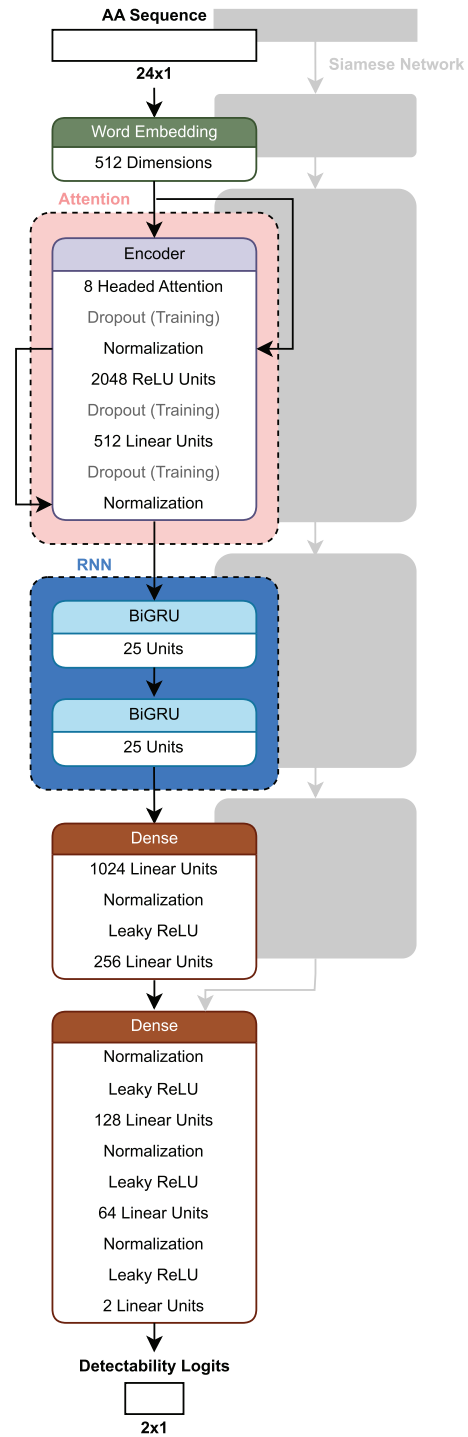 AA Sequence
24x1
Siamese Network
Word Embedding
512 Dimensions
Attention
Encoder
8 Headed Attention
Dropout (Training)
Normalization
2048 ReLU Units
Dropout (Training)
512 Linear Units
Dropout (Training)
Normalization
RNN
BiGRU
25 Units
BiGRU
25 Units
Dense
1024 Linear Units
Normalization
Leaky ReLU
256 Linear Units
Dense
Normalization
Leaky ReLU
128 Linear Units
Normalization
Leaky ReLU
64 Linear Units
Normalization
Leaky ReLU
2 Linear Units
Detectability Logits
2x1